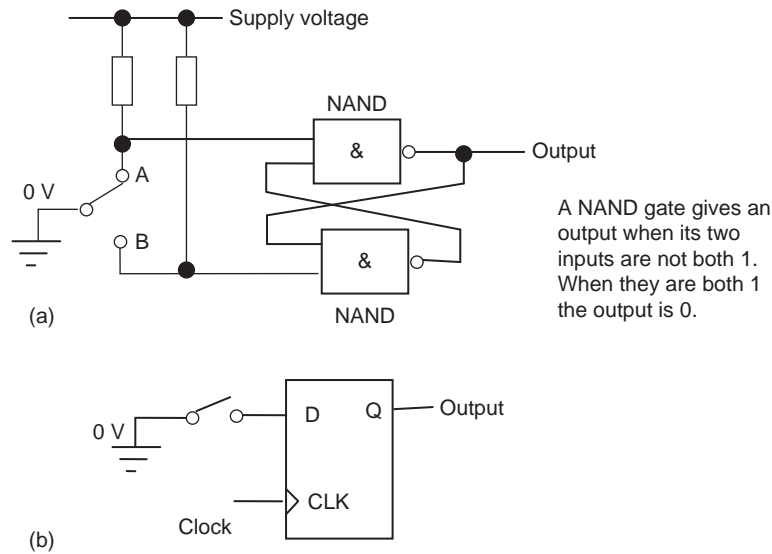 Supply voltage
NAND
&
Output
A
0 V
B
&
NAND
(a)
A NAND gate gives an
output when its two
inputs are not both 1.
When they are both 1
the output is 0.
D
Q
Output
0 V
CLK
Clock
(b)